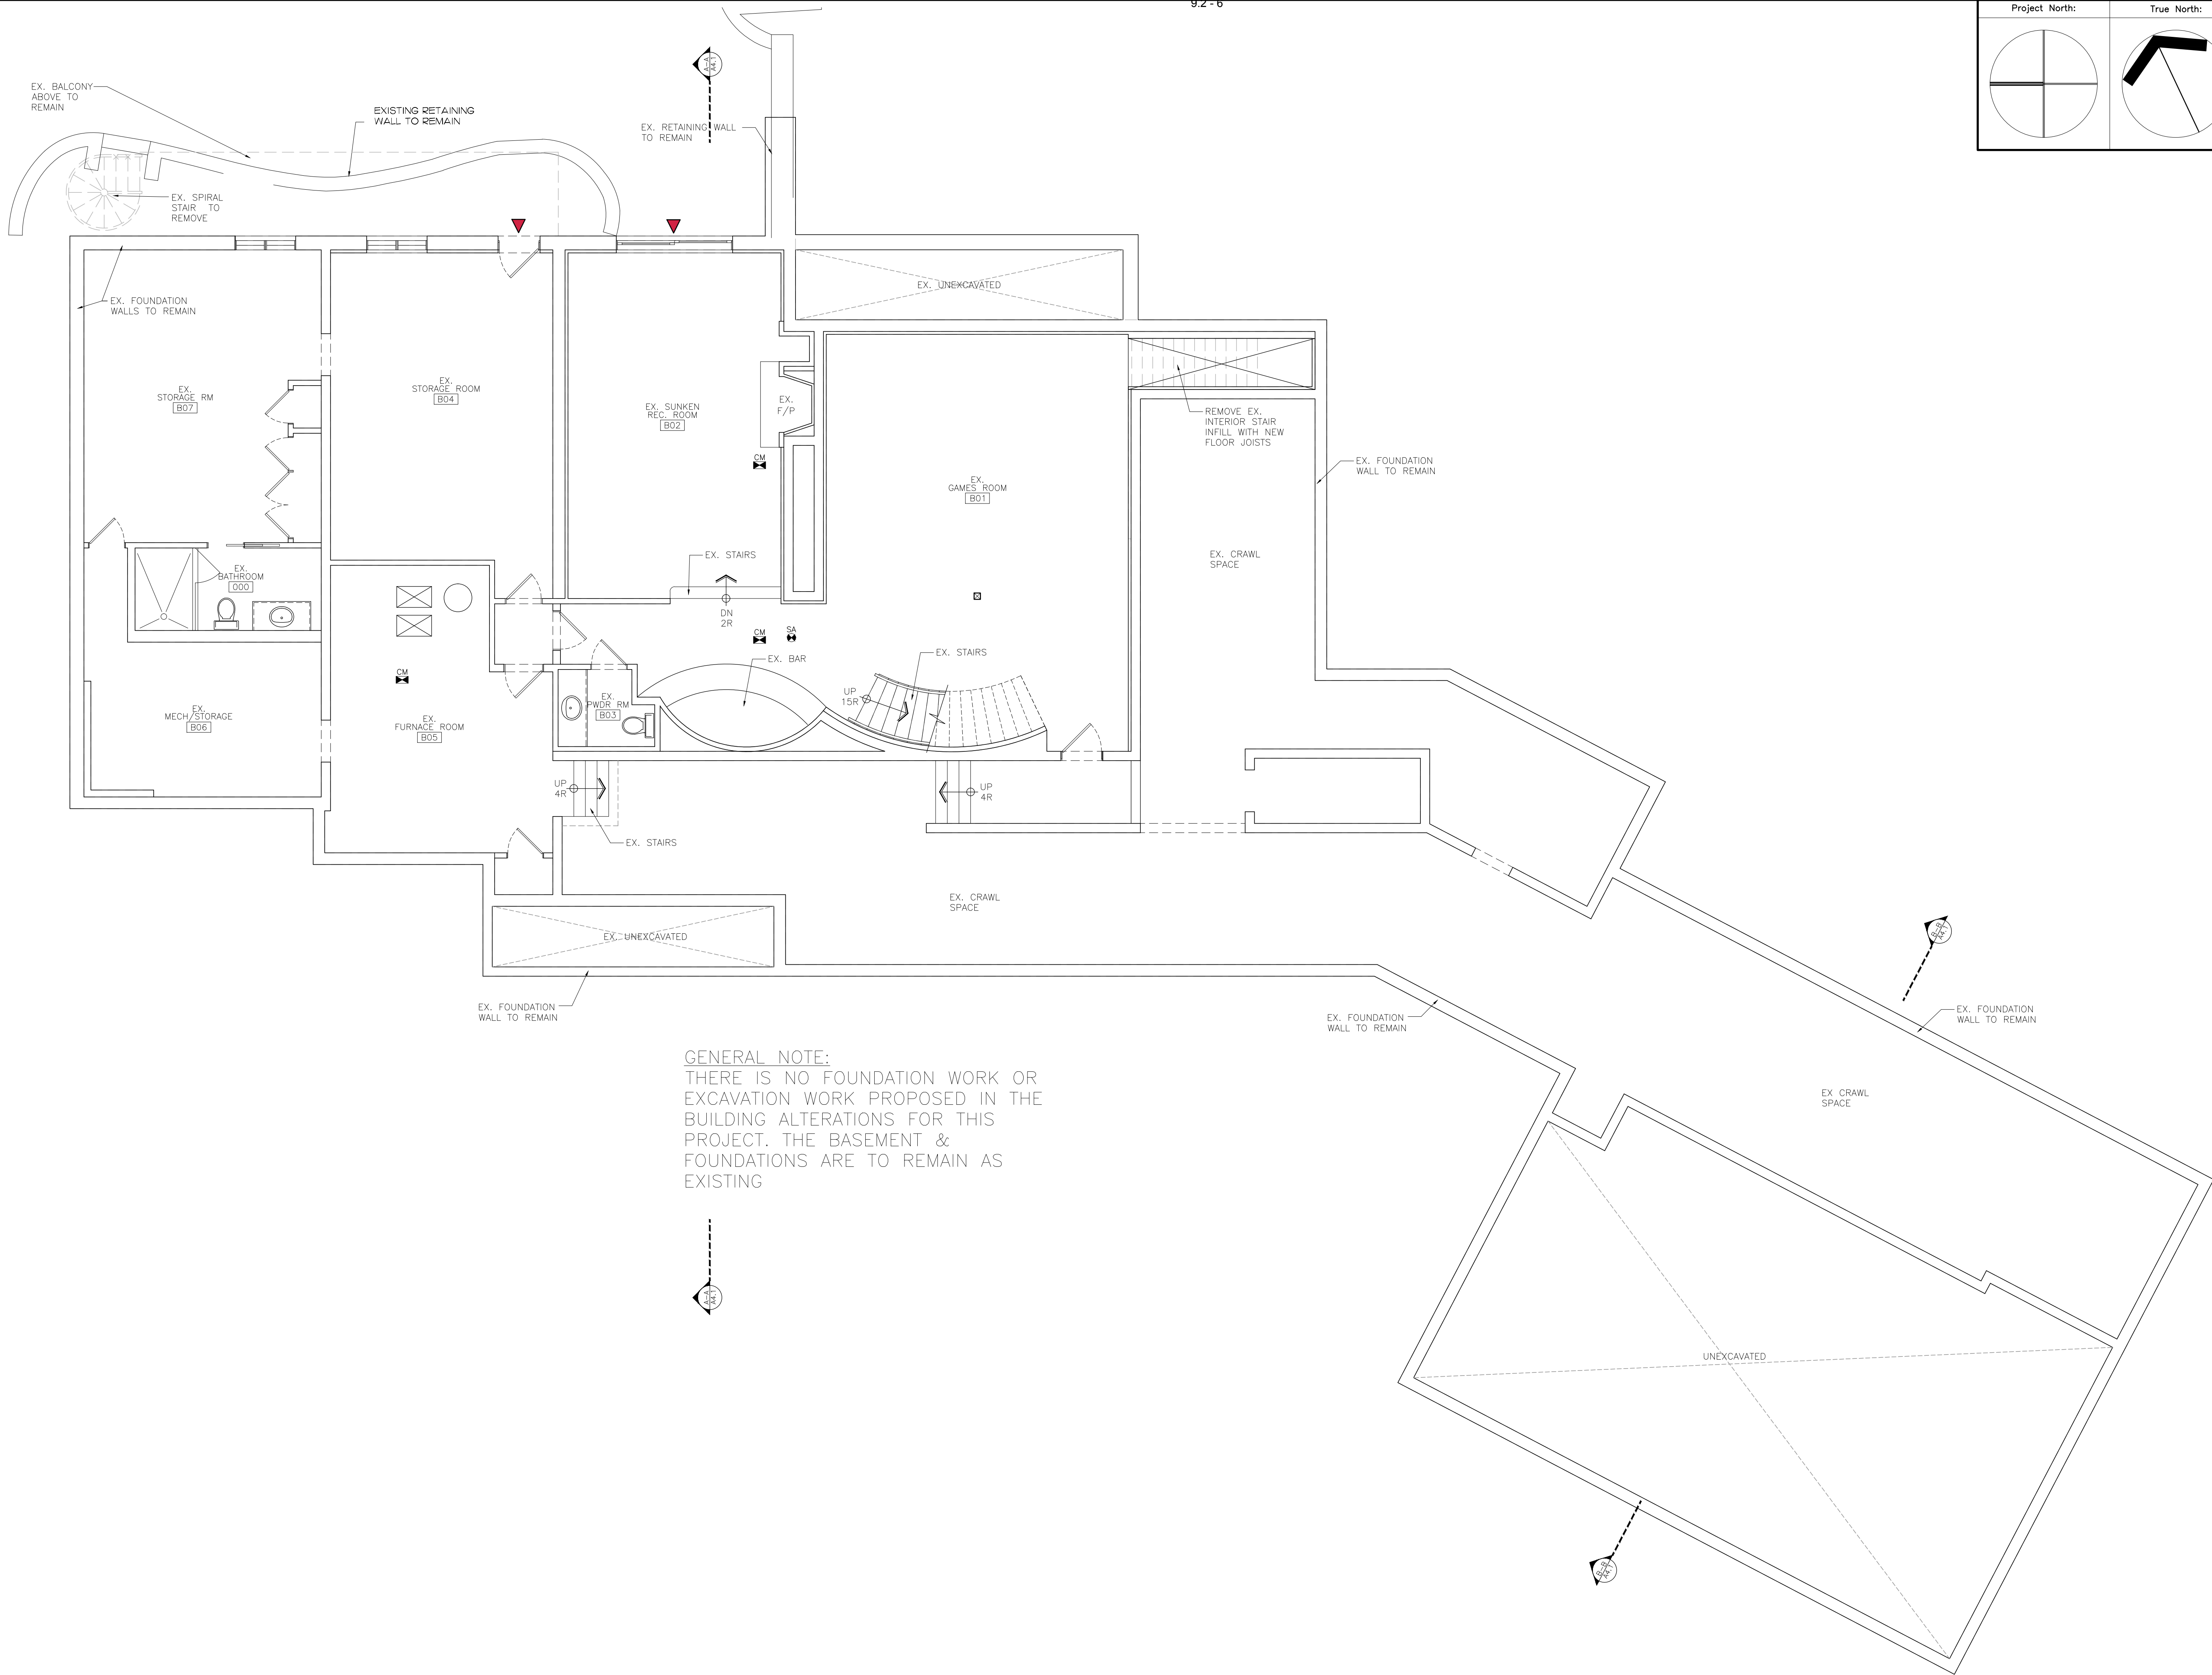 9.2 - 6
Project North:
True North:
A-A
A4.1
EX. BALCONY
ABOVE TO
REMAIN
EXISTING RETAINING
WALL TO REMAIN
EX. RETAINING WALL
TO REMAIN
EX. SPIRAL
STAIR TO
REMOVE
EX. FOUNDATION
WALLS TO REMAIN
EX. UNEXCAVATED
EX.
STORAGE RM
B07
EX.
STORAGE ROOM
B04
EX. SUNKEN
REC. ROOM
B02
EX.
F/P
REMOVE EX.
INTERIOR STAIR
INFILL WITH NEW
FLOOR JOISTS
CM
EX. FOUNDATION
WALL TO REMAIN
EX.
GAMES ROOM
B01
EX. STAIRS
EX. CRAWL
SPACE
EX.
BATHROOM
000
DN
2R
CM
SA
EX. BAR
EX. STAIRS
CM
UP
15R
EX.
PWDR RM
B03
EX.
MECH/STORAGE
B06
EX.
FURNACE ROOM
B05
UP
4R
UP
4R
EX. STAIRS
EX. CRAWL
SPACE
EX. UNEXCAVATED
B-B
A4.1
EX. FOUNDATION
WALL TO REMAIN
EX. FOUNDATION
WALL TO REMAIN
EX. FOUNDATION
WALL TO REMAIN
GENERAL NOTE:
THERE IS NO FOUNDATION WORK OR
EXCAVATION WORK PROPOSED IN THE
BUILDING ALTERATIONS FOR THIS
PROJECT. THE BASEMENT &
FOUNDATIONS ARE TO REMAIN AS
EXISTING
EX CRAWL
SPACE
A-A
A4.1
UNEXCAVATED
B-B
A4.1